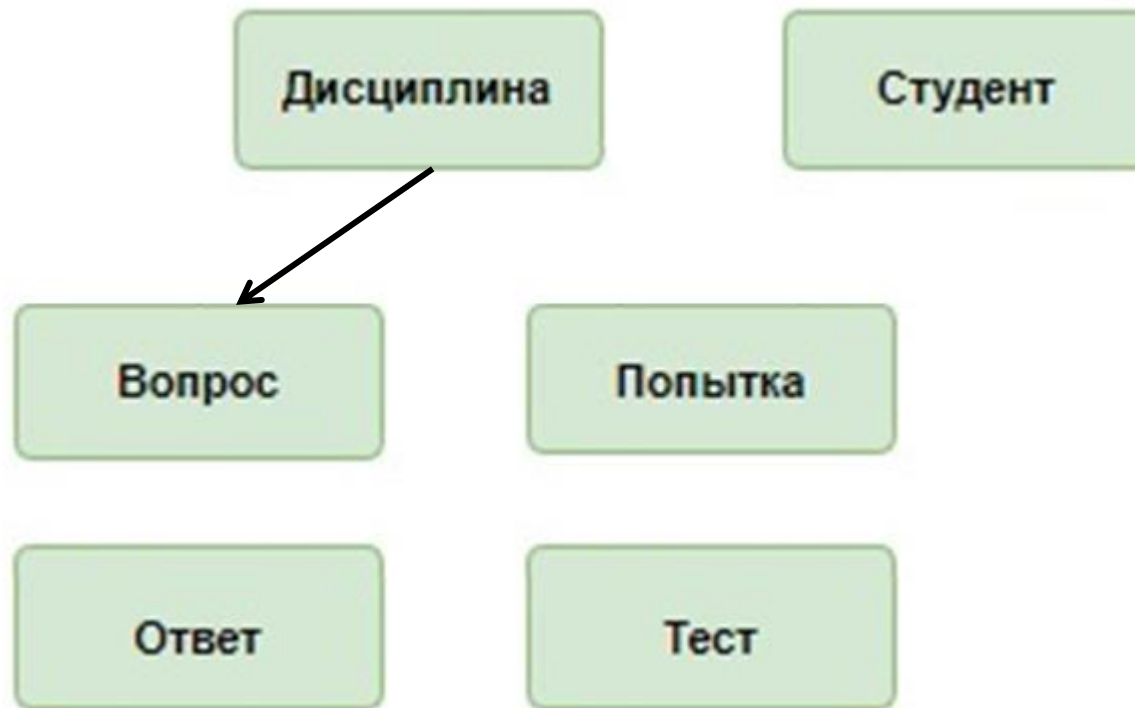 Дисциплина
Студент
Вопрос
Попытка
Ответ
Тест